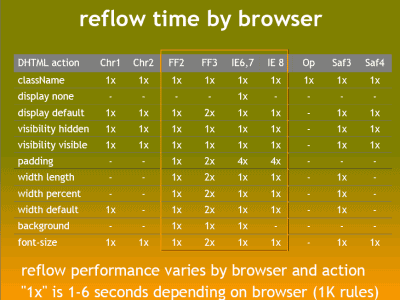 reflow time by browser
DHTML action Chr1 Chr2 FF2 FF3 IE6,7 IE 8 Op Saf3 Saf4
className 1x 1x 1x 1x 1x 1x 1x 1x 1x
display none - - - - 1x - - - -
display default 1x 1x 1x 2x 1x 1x - 1x 1x
visibility hidden 1x 1x 1x 1x 1x 1x - 1x 1x
visibility visible 1x 1x 1x 1x 1x 1x - 1x 1x
padding - - 1x 2x 4x 4x - - -
width length - - 1x 2x 1x 1x - 1x -
width percent - - 1x 2x 1x 1x - 1x -
width default 1x - 1x 2x 1x 1x - 1x -
background - - 1x 1x 1x - - - -
font-size 1x 1x 1x 2x 1x 1x - 1x 1x
reflow performance varies by browser and action
"1x" is 1-6 seconds depending on browser (1K rules)